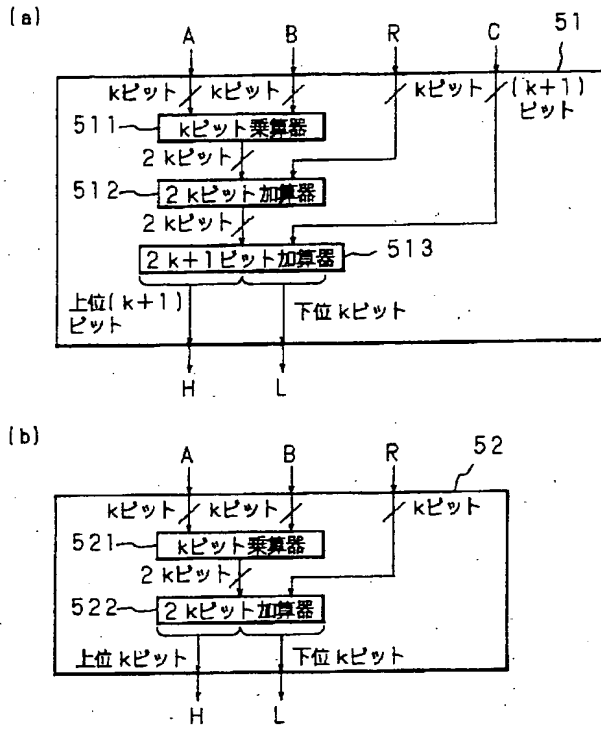 (a)
A B R C 51
kビット kビット kビット (k+1)
ビット
511 kビット乗算器
2kビット
512 2kビット加算器
2kビット
2k+1ビット加算器 513
上位(k+1)
ビット 下位kビット
H L
(b)
A B R 52
kビット kビット kビット
521 kビット乗算器
2kビット
522 2kビット加算器
上位kビット 下位kビット
H L